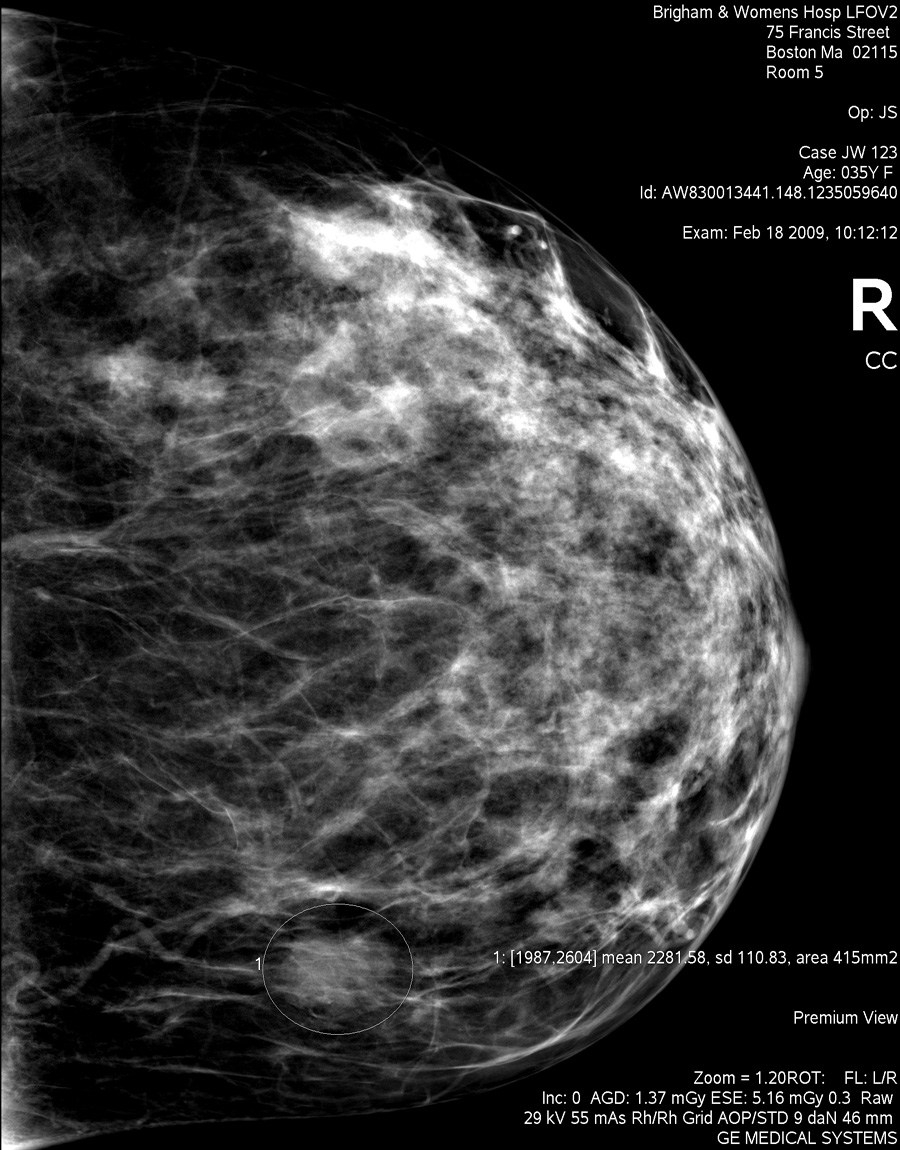 Brigham & Womens Hosp LFOV2
75 Francis Street
Boston Ma 02115
Room 5
Op: JS
Case JW 123
Age: 035Y F
Id: AW830013441.148.1235059640
Exam: Feb 18 2009, 10:12:12
R
CC
1
1: [1987,2604] mean 2281.58, sd 110.83, area 415mm2
Premium View
Zoom = 1.20ROT: FL: L/R
Inc: 0 AGD: 1.37 mGy ESE: 5.16 mGy 0.3 Raw
29 kV 55 mAs Rh/Rh Grid AOP/STD 9 daN 46 mm
GE MEDICAL SYSTEMS